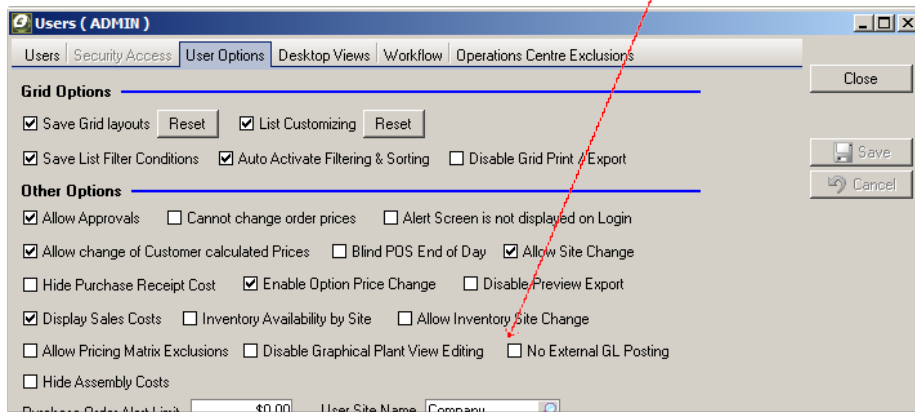 Users ( ADMIN )
Users Security Access User Options Desktop Views Workflow Operations Centre Exclusions
Close
Grid Options
Save Grid layouts Reset List Customizing Reset
Save List Filter Conditions Auto Activate Filtering & Sorting Disable Grid Print / Export
Save
Cancel
Other Options
Allow Approvals Cannot change order prices Alert Screen is not displayed on Login
Allow change of Customer calculated Prices Blind POS End of Day Allow Site Change
Hide Purchase Receipt Cost Enable Option Price Change Disable Preview Export
Display Sales Costs Inventory Availability by Site Allow Inventory Site Change
Allow Pricing Matrix Exclusions Disable Graphical Plant View Editing No External GL Posting
Hide Assembly Costs
Purchase Order Alert Limit $0.00 User Site Name Company